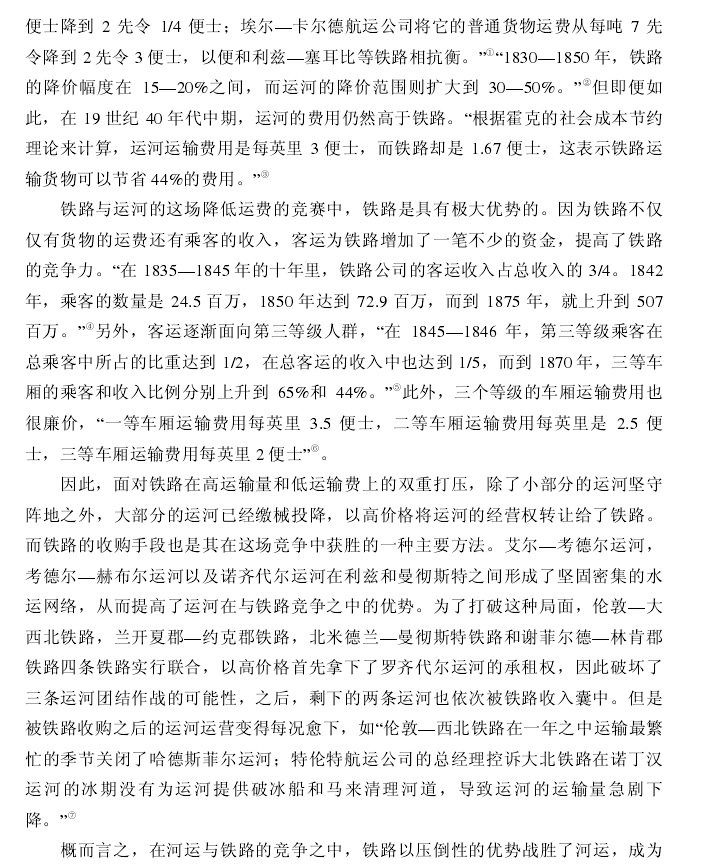 便士降到 2 先令 1/4 便士；埃尔—卡尔德航运公司将它的普通货物运费从每吨 7 先
令降到 2 先令 3 便士，以便和利兹—塞耳比等铁路相抗衡。”①“1830—1850 年，铁路
的降价幅度在 15—20%之间，而运河的降价范围则扩大到 30—50%。”②但即便如
此，在 19 世纪 40 年代中期，运河的费用仍然高于铁路。“根据霍克的社会成本节约
理论来计算，运河运输费用是每英里 3 便士，而铁路却是 1.67 便士，这表示铁路运
输货物可以节省 44%的费用。”③
铁路与运河的这场降低运费的竞赛中，铁路是具有极大优势的。因为铁路不仅
仅有货物的运费还有乘客的收入，客运为铁路增加了一笔不少的资金，提高了铁路
的竞争力。“在 1835—1845 年的十年里，铁路公司的客运收入占总收入的 3/4。1842
年，乘客的数量是 24.5 百万，1850 年达到 72.9 百万，而到 1875 年，就上升到 507
百万。”④另外，客运逐渐面向第三等级人群，“在 1845—1846 年，第三等级乘客在
总乘客中所占的比重达到 1/2，在总客运的收入中也达到 1/5，而到 1870 年，三等车
厢的乘客和收入比例分别上升到 65%和 44%。”⑤此外，三个等级的车厢运输费用也
很廉价，“一等车厢运输费用每英里 3.5 便士，二等车厢运输费用每英里是 2.5 便
士，三等车厢运输费用每英里 2 便士”⑥。
因此，面对铁路在高运输量和低运输费上的双重打压，除了小部分的运河坚守
阵地之外，大部分的运河已经缴械投降，以高价格将运河的经营权转让给了铁路。
而铁路的收购手段也是其在这场竞争中获胜的一种主要方法。艾尔—考德尔运河，
考德尔—赫布尔运河以及诺齐代尔运河在利兹和曼彻斯特之间形成了坚固密集的水
运网络，从而提高了运河在与铁路竞争之中的优势。为了打破这种局面，伦敦—大
西北铁路，兰开夏郡—约克郡铁路，北米德兰—曼彻斯特铁路和谢菲尔德—林肯郡
铁路四条铁路实行联合，以高价格首先拿下了罗齐代尔运河的承租权，因此破坏了
三条运河团结作战的可能性，之后，剩下的两条运河也依次被铁路收入囊中。但是
被铁路收购之后的运河运营变得每况愈下，如“伦敦—西北铁路在一年之中运输最繁
忙的季节关闭了哈德斯菲尔运河；特伦特航运公司的总经理控诉大北铁路在诺丁汉
运河的冰期没有为运河提供破冰船和马来清理河道，导致运河的运输量急剧下
降。”⑦
概而言之，在河运与铁路的竞争之中，铁路以压倒性的优势战胜了河运，成为